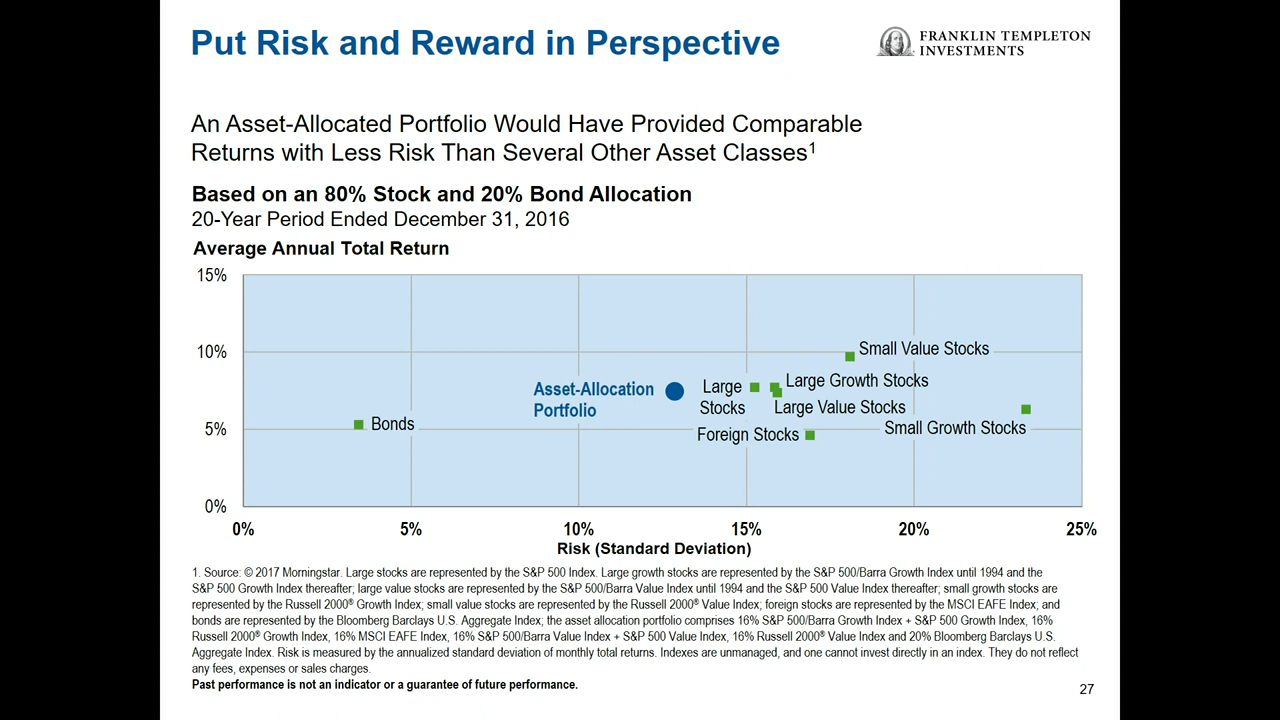 Put Risk and Reward in Perspective
FRANKLIN TEMPLETON
INVESTMENTS
An Asset-Allocated Portfolio Would Have Provided Comparable
Returns with Less Risk Than Several Other Asset Classes¹
Based on an 80% Stock and 20% Bond Allocation
20-Year Period Ended December 31, 2016
Average Annual Total Return
15%
10%
5%
0%
Small Value Stocks
Asset-Allocation
Portfolio
Large
Stocks
Large Growth Stocks
Large Value Stocks
Bonds
Foreign Stocks
Small Growth Stocks
0%
5%
10%
15%
20%
25%
Risk (Standard Deviation)
1. Source: © 2017 Morningstar. Large stocks are represented by the S&P 500 Index. Large growth stocks are represented by the S&P 500/Barra Growth Index until 1994 and the
S&P 500 Growth Index thereafter; large value stocks are represented by the S&P 500/Barra Value Index until 1994 and the S&P 500 Value Index thereafter; small growth stocks are
represented by the Russell 2000® Growth Index; small value stocks are represented by the Russell 2000® Value Index; foreign stocks are represented by the MSCI EAFE Index; and
bonds are represented by the Bloomberg Barclays U.S. Aggregate Index; the asset allocation portfolio comprises 16% S&P 500/Barra Growth Index + S&P 500 Growth Index, 16%
Russell 2000® Growth Index, 16% MSCI EAFE Index, 16% S&P 500/Barra Value Index + S&P 500 Value Index, 16% Russell 2000® Value Index and 20% Bloomberg Barclays U.S.
Aggregate Index. Risk is measured by the annualized standard deviation of monthly total returns. Indexes are unmanaged, and one cannot invest directly in an index. They do not reflect
any fees, expenses or sales charges.
Past performance is not an indicator or a guarantee of future performance.
27